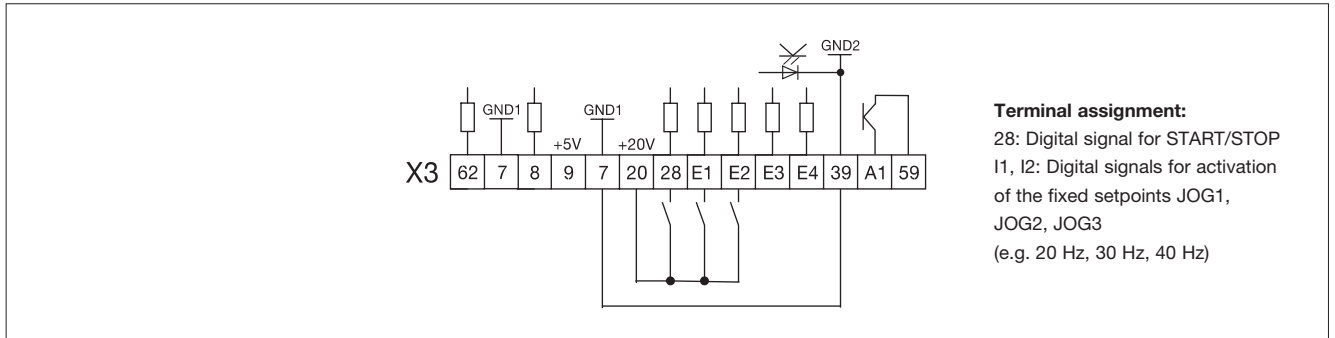 GND2
GND1
GND1
+5V
+20V
X3 62 7 8 9 7 20 28 E1 E2 E3 E4 39 A1 59
Terminal assignment:
28: Digital signal for START/STOP
I1, I2: Digital signals for activation
of the fixed setpoints JOG1,
JOG2, JOG3
(e.g. 20 Hz, 30 Hz, 40 Hz)